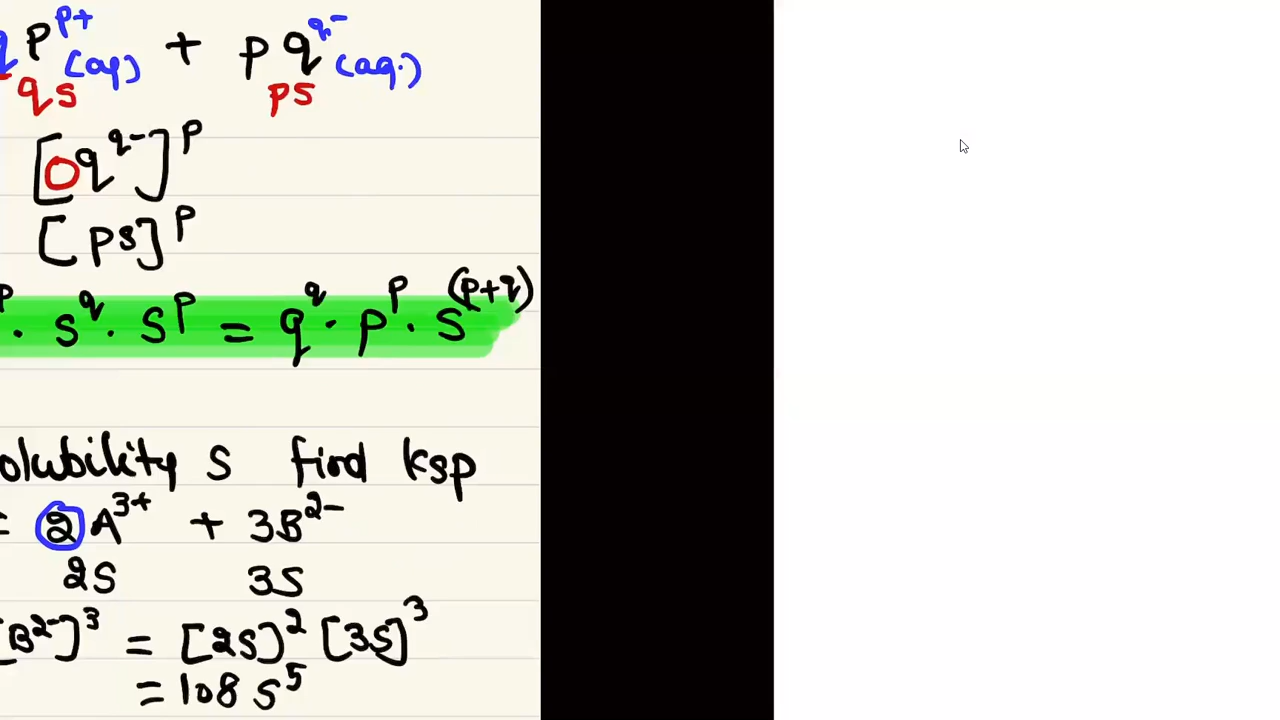 q P^{p+} (aq) + p q^{q-} (aq.)
qs ps
[q^{q-}]^p
[ps]^p
p · s^q · s^p = q^q · p^p · s^{(p+q)}
olubility s find ksp
= 2A^{3+} + 3B^{2-}
2s 3s
[B^{2-}]^3 = [2s]^2 [3s]^3
= 108 s^5